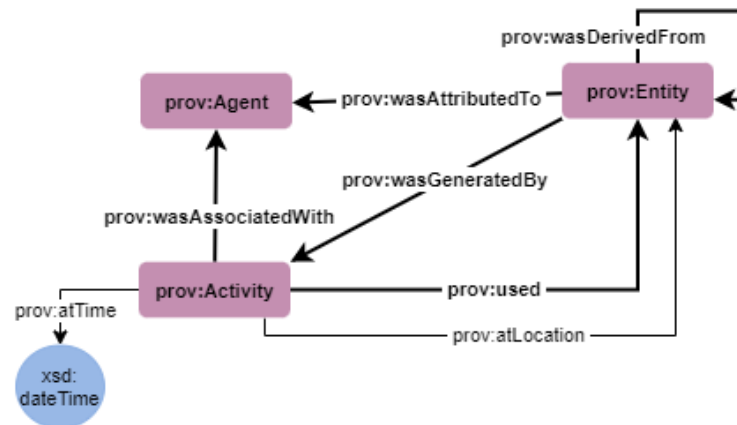 prov:wasDerivedFrom
prov:Agent
prov:wasAttributedTo
prov:Entity
prov:wasGeneratedBy
prov:wasAssociatedWith
prov:Activity
prov:used
prov:atTime
prov:atLocation
xsd:
dateTime